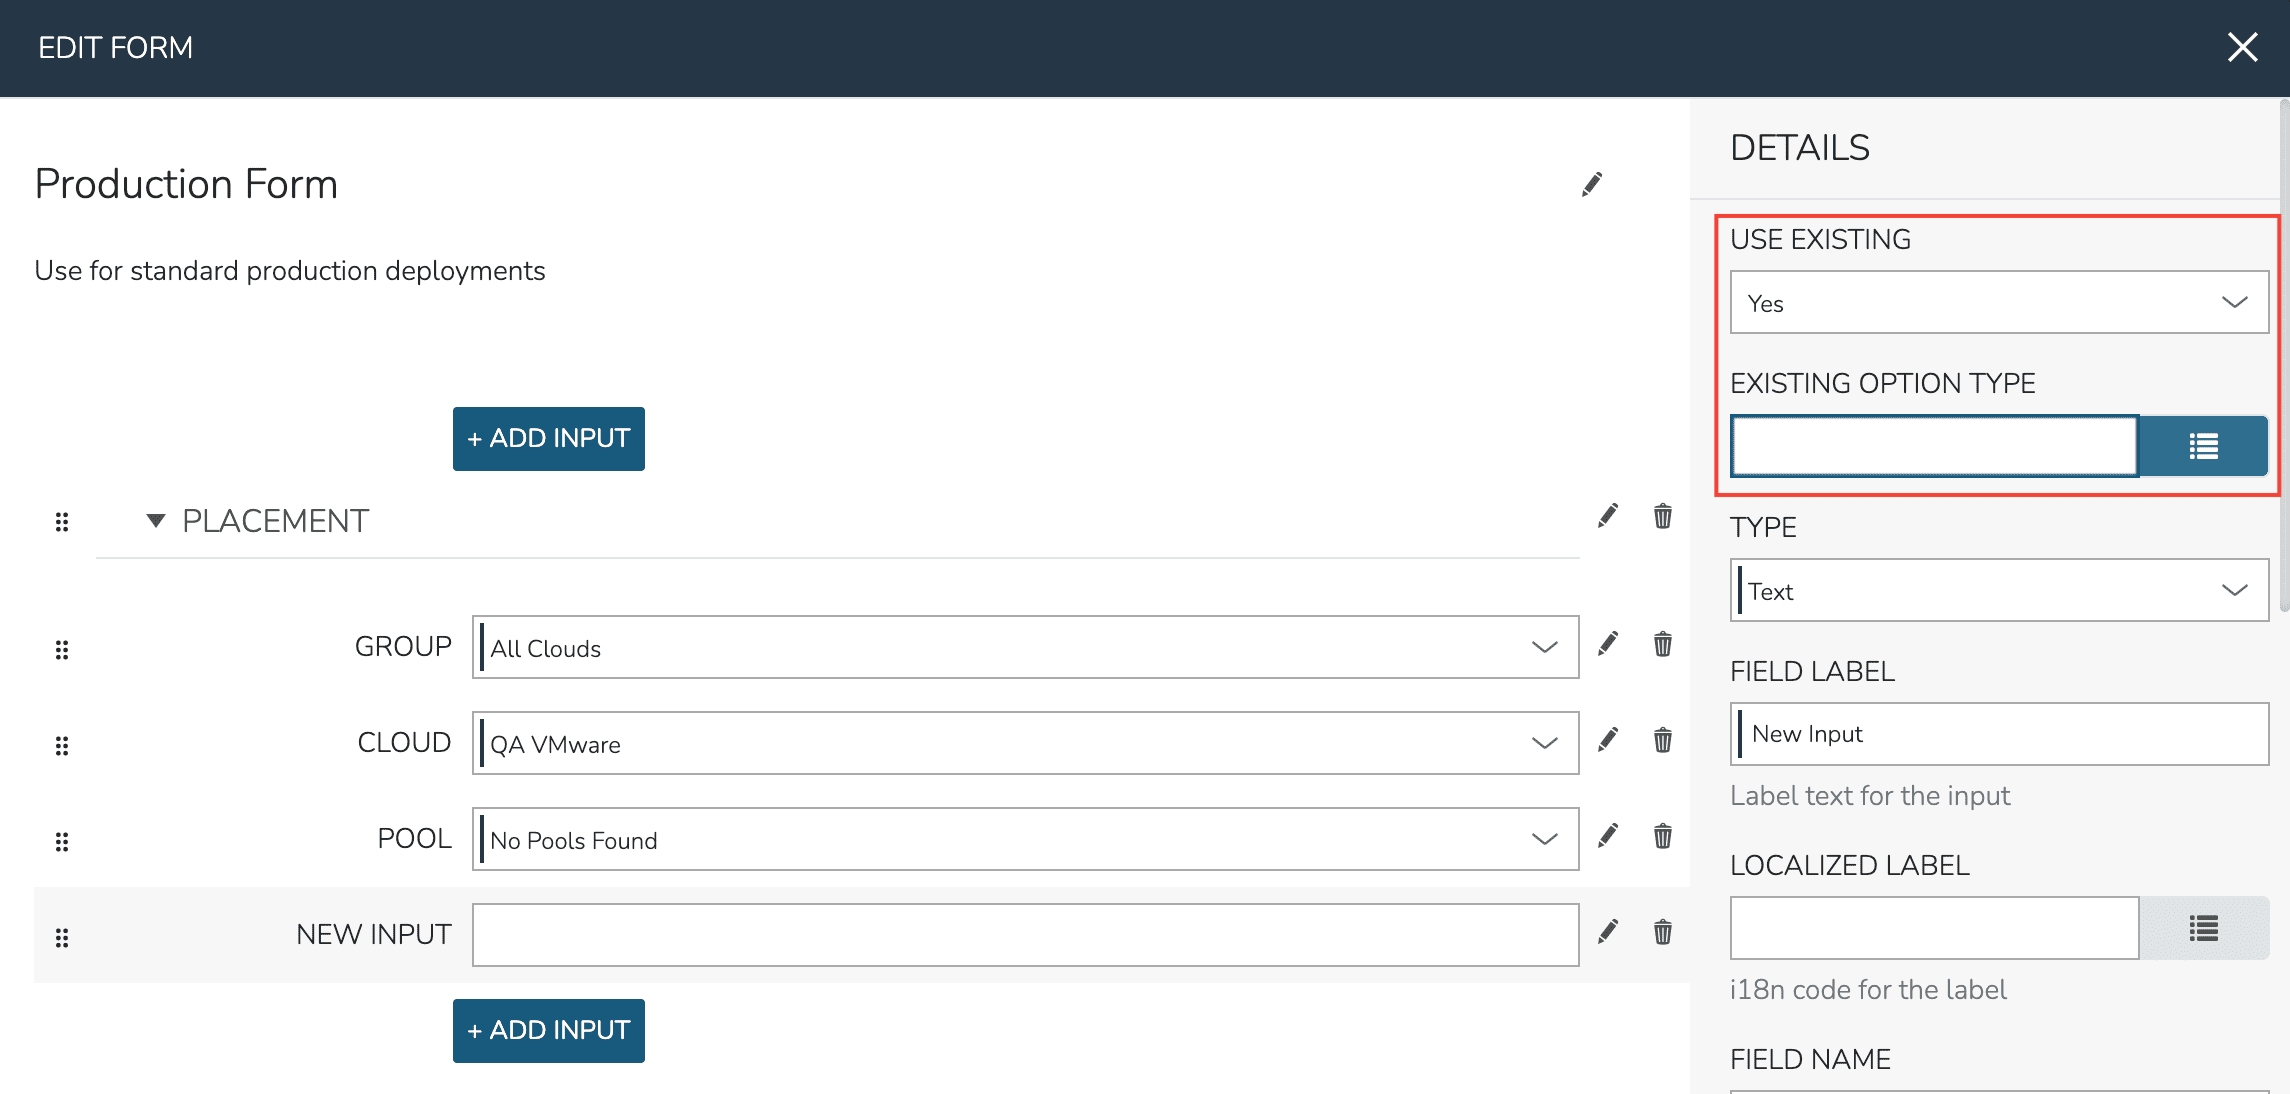 EDIT FORM
Production Form
Use for standard production deployments
+ ADD INPUT
PLACEMENT
GROUP
All Clouds
CLOUD
QA VMware
POOL
No Pools Found
NEW INPUT
+ ADD INPUT
DETAILS
USE EXISTING
Yes
EXISTING OPTION TYPE
TYPE
Text
FIELD LABEL
New Input
Label text for the input
LOCALIZED LABEL
i18n code for the label
FIELD NAME